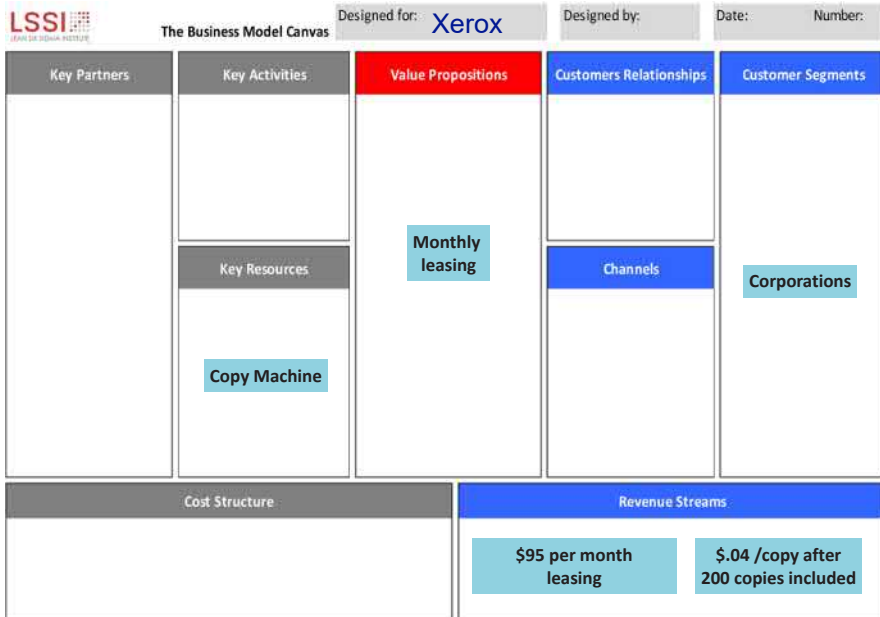 LSSI
LEAN SIX SIGMA INSTITUTE
The Business Model Canvas
Designed for:
Xerox
Designed by:
Date:
Number:
Key Partners
Key Activities
Value Propositions
Customers Relationships
Customer Segments
Monthly
leasing
Key Resources
Channels
Corporations
Copy Machine
Cost Structure
Revenue Streams
$95 per month
leasing
$.04 /copy after
200 copies included